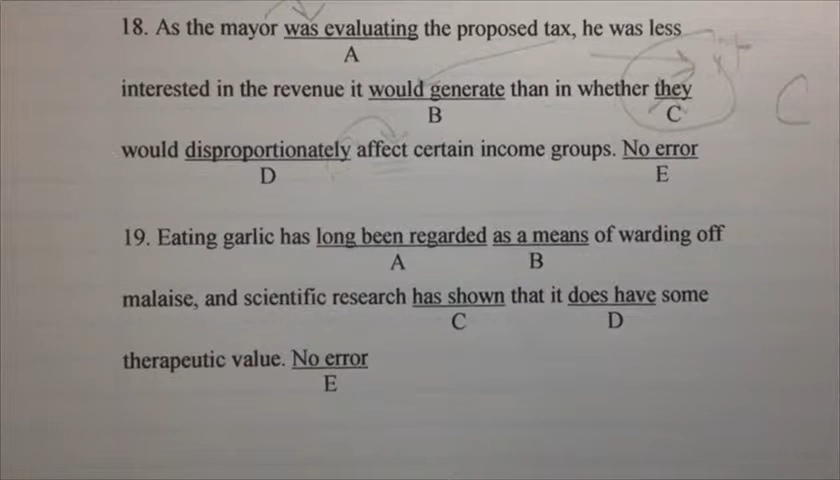 18. As the mayor was evaluating the proposed tax, he was less
A
interested in the revenue it would generate than in whether they
B C
would disproportionately affect certain income groups. No error
D E
C
19. Eating garlic has long been regarded as a means of warding off
A B
malaise, and scientific research has shown that it does have some
C D
therapeutic value. No error
E